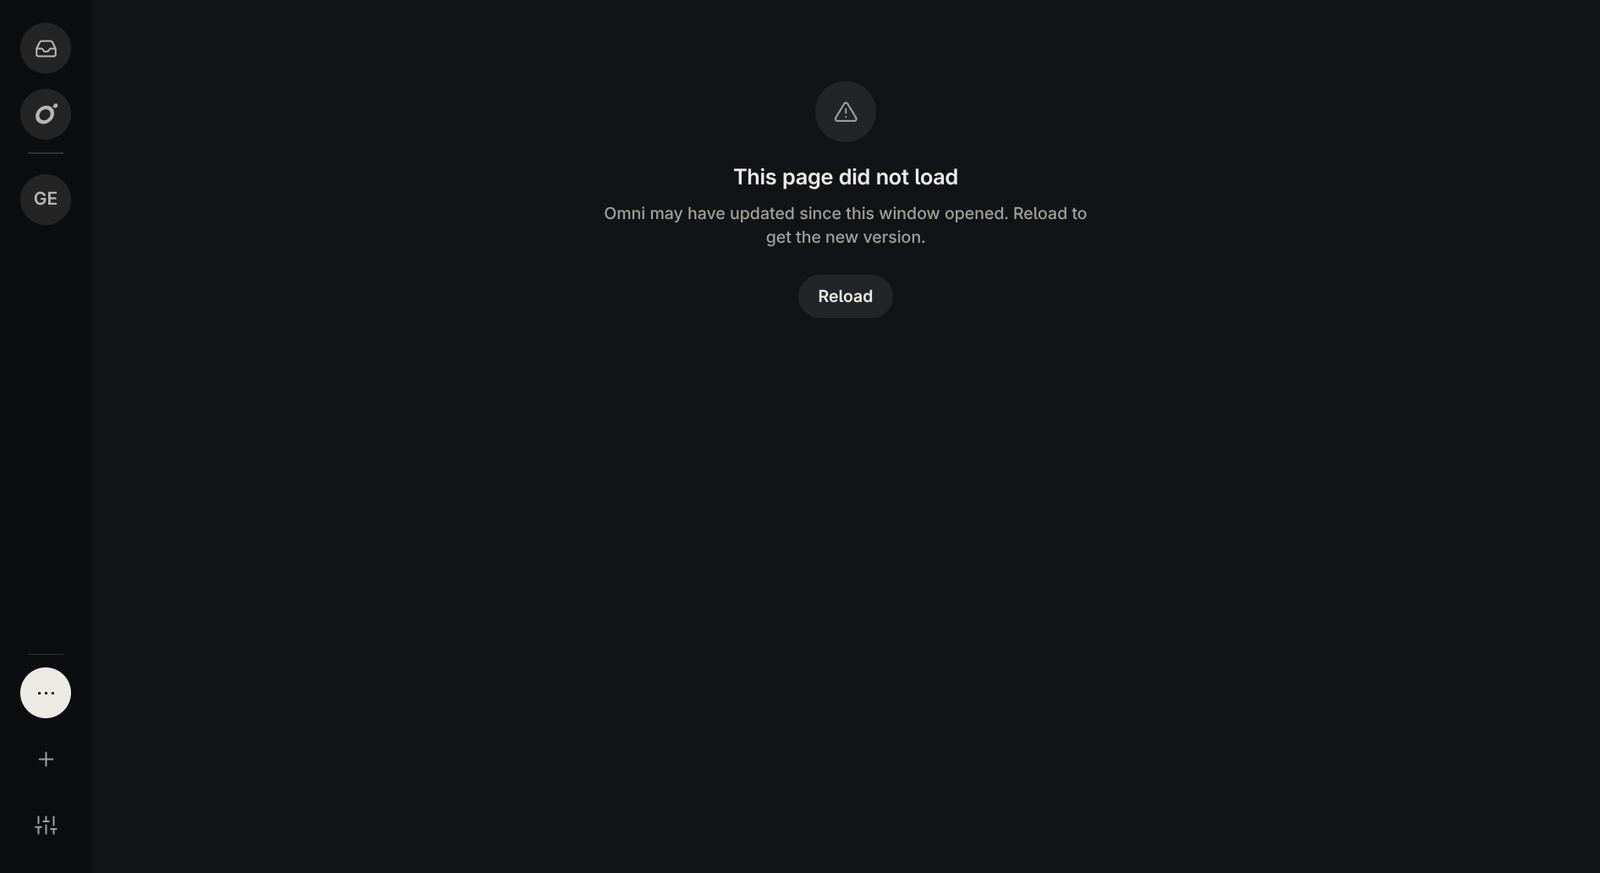 GE
This page did not load
Omni may have updated since this window opened. Reload to
get the new version.
Reload